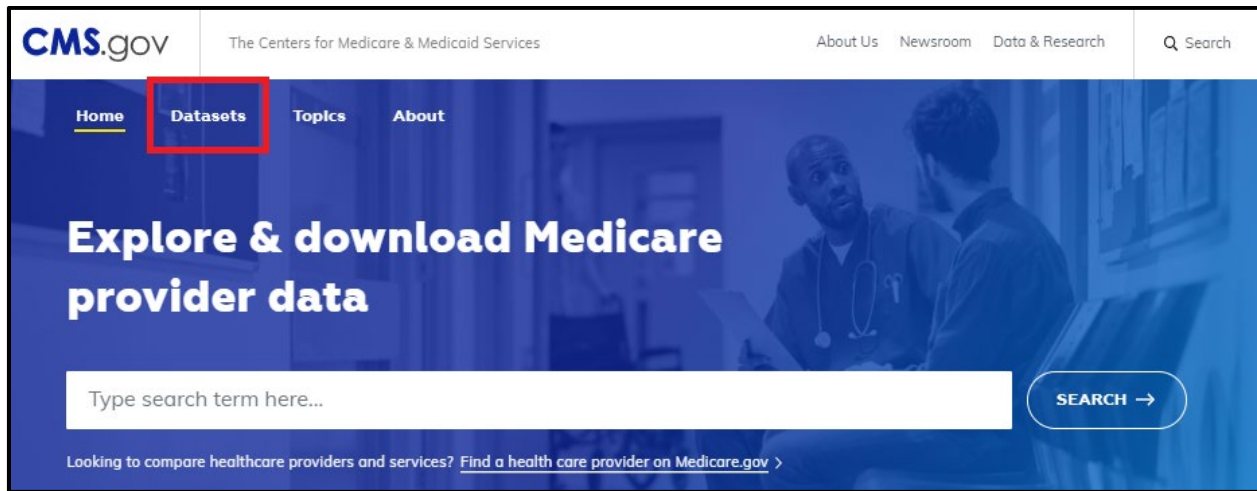 CMS.gov
The Centers for Medicare & Medicaid Services
About Us Newsroom Data & Research Search
Home Datasets Topics About
Explore & download Medicare
provider data
Type search term here...
SEARCH →
Looking to compare healthcare providers and services? Find a health care provider on Medicare.gov >